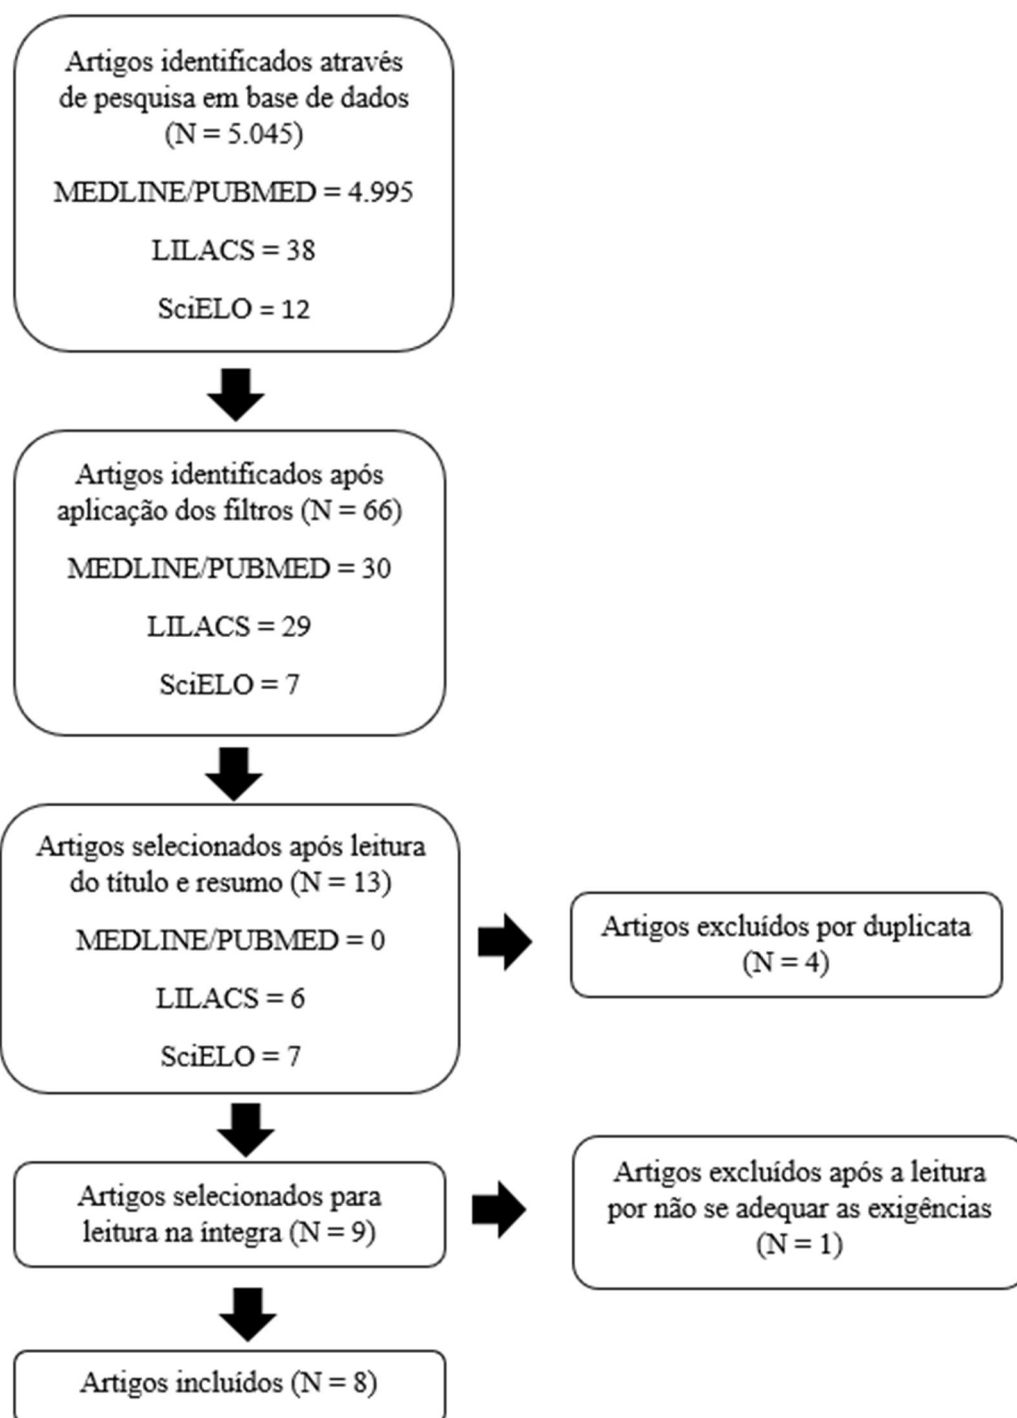 Artigos identificados através
de pesquisa em base de dados
(N = 5.045)
MEDLINE/PUBMED = 4.995
LILACS = 38
SciELO = 12
Artigos identificados após
aplicação dos filtros (N = 66)
MEDLINE/PUBMED = 30
LILACS = 29
SciELO = 7
Artigos selecionados após leitura
do título e resumo (N = 13)
MEDLINE/PUBMED = 0
LILACS = 6
SciELO = 7
Artigos excluídos por duplicata
(N = 4)
Artigos selecionados para
leitura na íntegra (N = 9)
Artigos excluídos após a leitura
por não se adequar as exigências
(N = 1)
Artigos incluídos (N = 8)